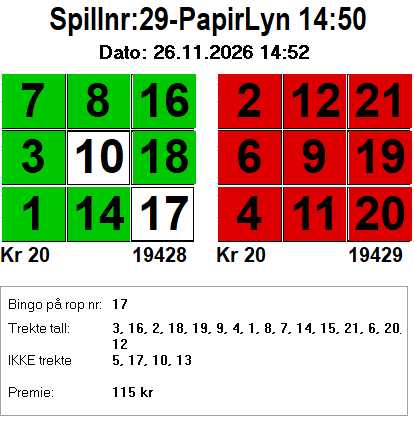 Spillnr:29-PapirLyn 14:50
Dato: 26.11.2026 14:52
7 8 16 2 12 21
3 10 18 6 9 19
1 14 17 4 11 20
Kr 20 19428 Kr 20 19429
Bingo på rop nr: 17
Trekte tall: 3, 16, 2, 18, 19, 9, 4, 1, 8, 7, 14, 15, 21, 6, 20,
12
IKKE trekte 5, 17, 10, 13
Premie: 115 kr